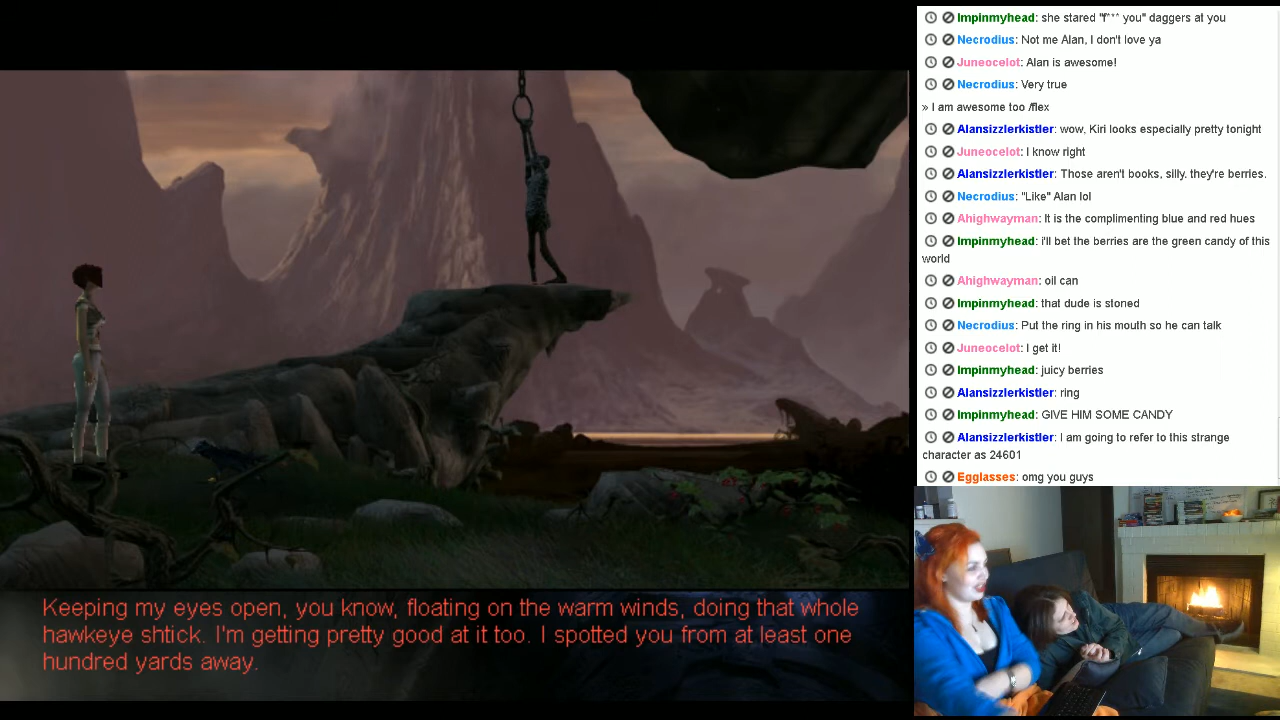 Impinmyhead: she stared "f*** you" daggers at you
Necrodius: Not me Alan, I don't love ya
Juneocelot: Alan is awesome!
Necrodius: Very true
» I am awesome too /flex
Alansizzlerkistler: wow, Kiri looks especially pretty tonight
Juneocelot: I know right
Alansizzlerkistler: Those aren't books, silly. they're berries.
Necrodius: "Like" Alan lol
Ahighwayman: It is the complimenting blue and red hues
Impinmyhead: i'll bet the berries are the green candy of this
world
Ahighwayman: oil can
Impinmyhead: that dude is stoned
Necrodius: Put the ring in his mouth so he can talk
Juneocelot: I get it!
Impinmyhead: juicy berries
Alansizzlerkistler: ring
Impinmyhead: GIVE HIM SOME CANDY
Alansizzlerkistler: I am going to refer to this strange
character as 24601
Egglasses: omg you guys
Keeping my eyes open, you know, floating on the warm winds, doing that whole
hawkeye shtick. I'm getting pretty good at it too. I spotted you from at least one
hundred yards away.